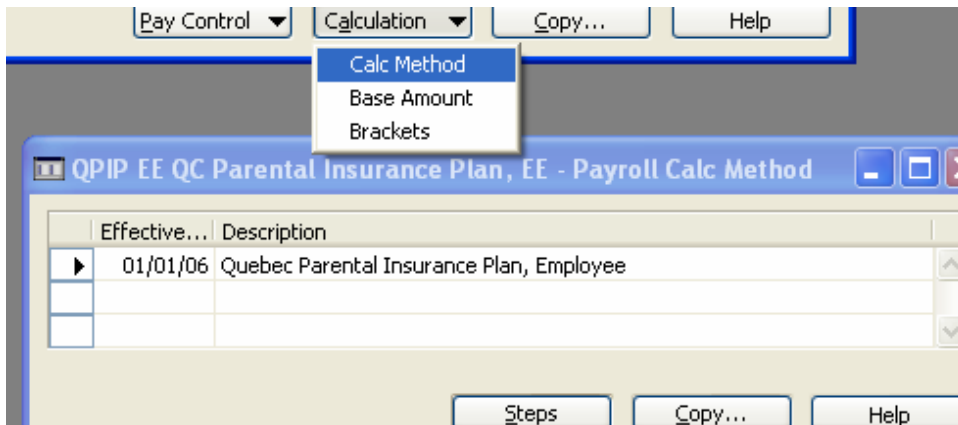 Pay Control Calculation Copy... Help
Calc Method
Base Amount
Brackets
QPIP EE QC Parental Insurance Plan, EE - Payroll Calc Method
Effective... Description
01/01/06 Quebec Parental Insurance Plan, Employee
Steps Copy... Help